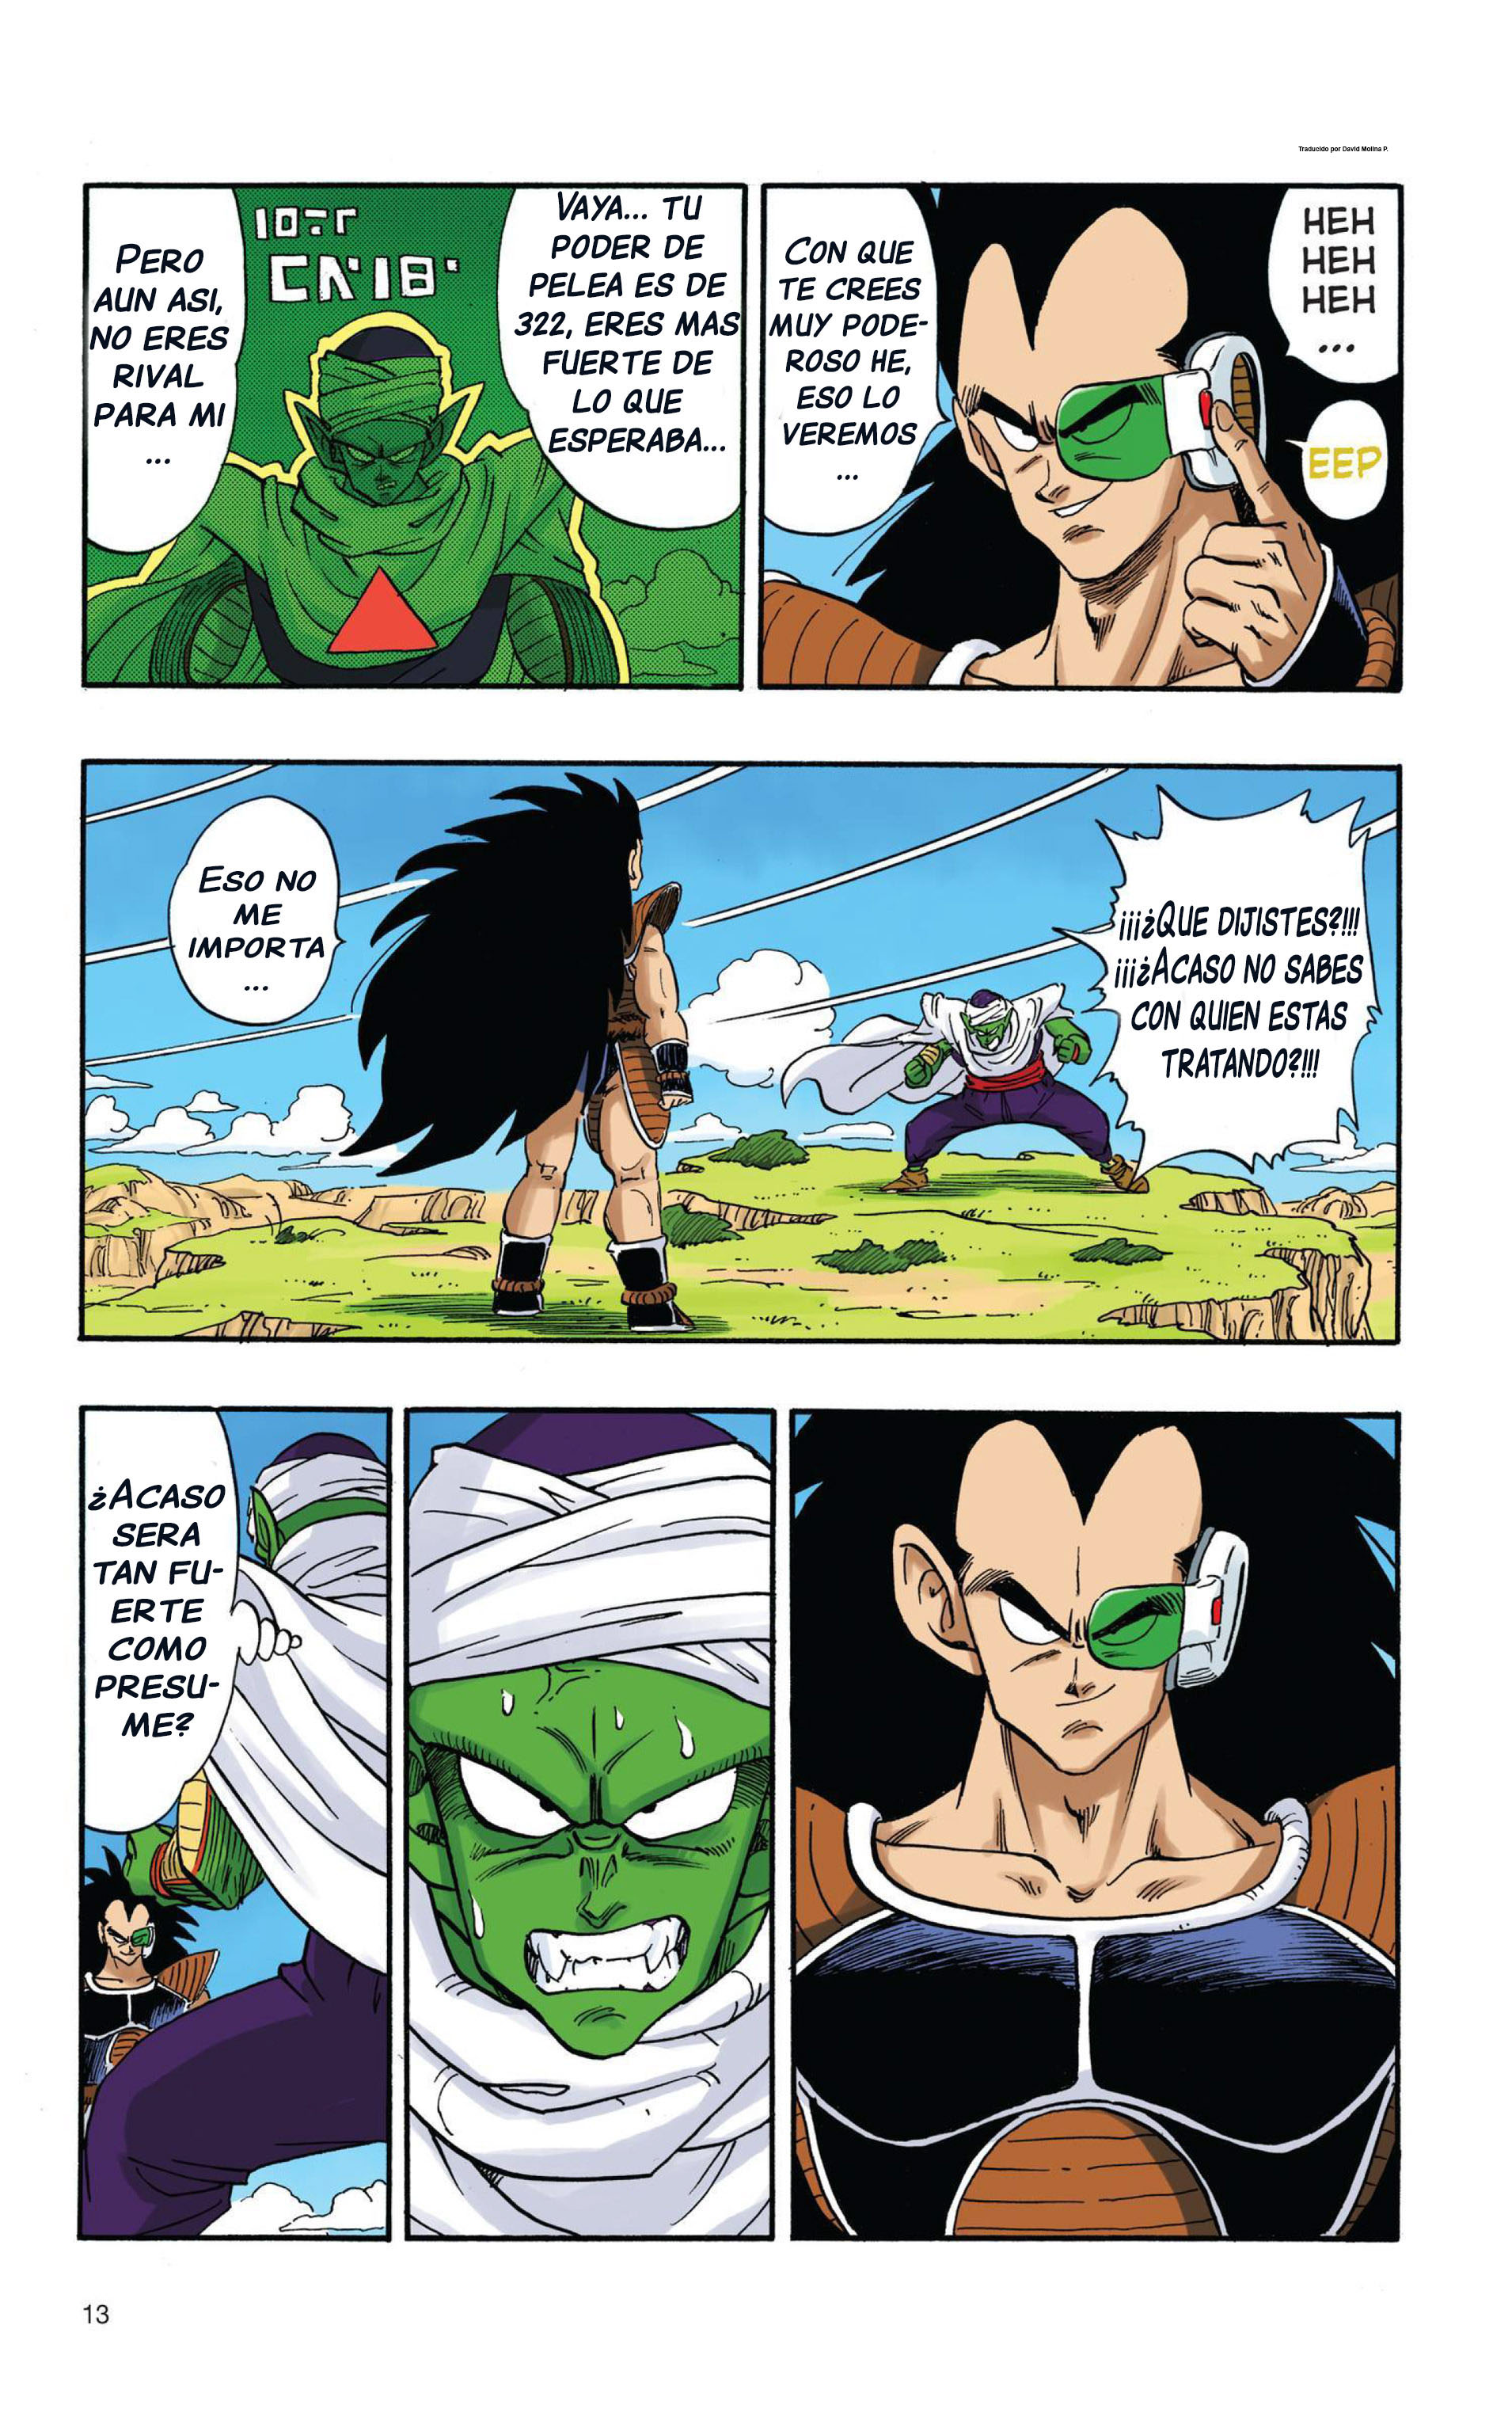 Traducido por David Molina P.
HEH
HEH
HEH
...
EEP
CON QUE
TE CREES
MUY PODE-
ROSO HE,
ESO LO
VEREMOS
...
VAYA... TU
PODER DE
PELEA ES DE
322, ERES MAS
FUERTE DE
LO QUE
ESPERABA...
PERO
AUN ASI,
NO ERES
RIVAL
PARA MI
...
¡¡¡¿QUE DIJISTES?!!!
¡¡¡¿ACASO NO SABES
CON QUIEN ESTAS
TRATANDO?!!!
ESO NO
ME
IMPORTA
...
¿ACASO
SERA
TAN FU-
ERTE
COMO
PRESU-
ME?
13